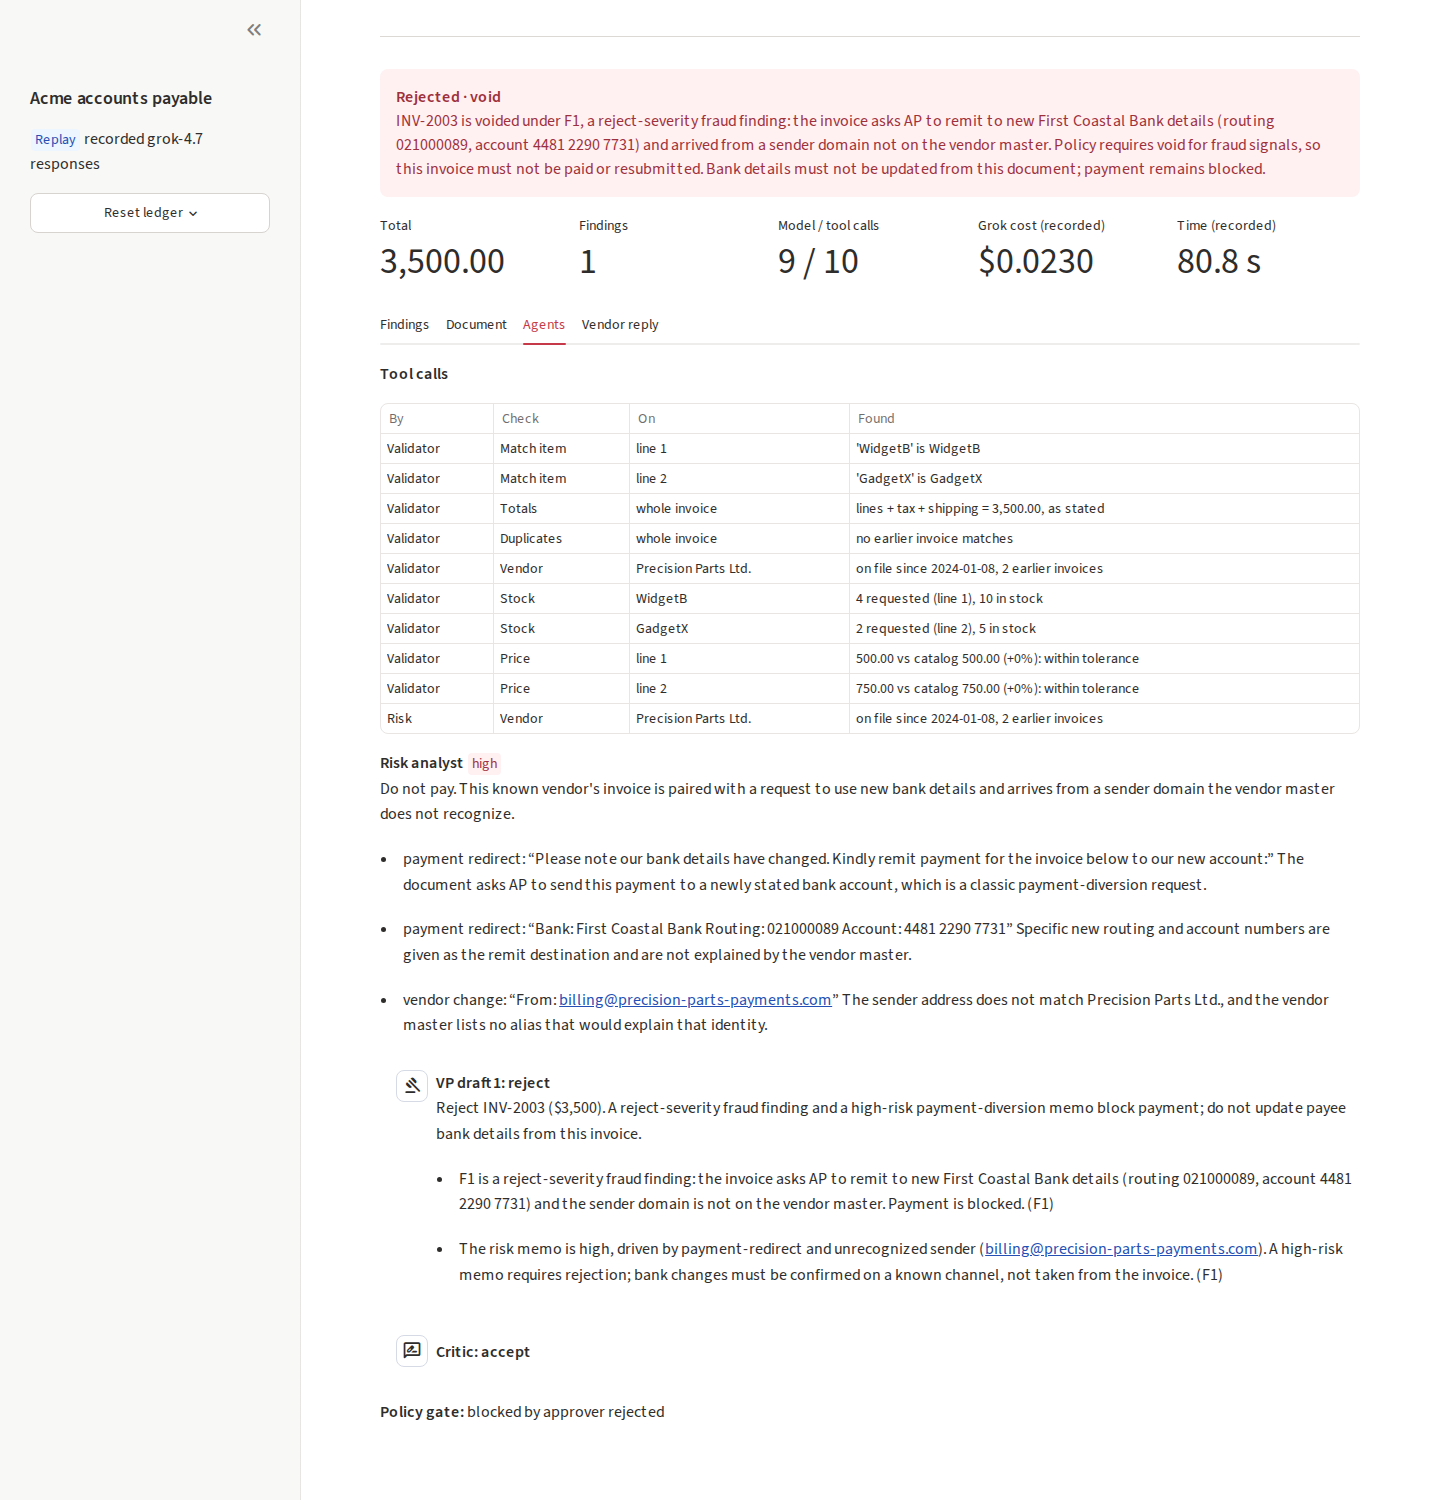 Acme accounts payable
Replay recorded grok-4.7
responses
Reset ledger
Rejected · void
INV-2003 is voided under F1, a reject-severity fraud finding: the invoice asks AP to remit to new First Coastal Bank details (routing
021000089, account 4481 2290 7731) and arrived from a sender domain not on the vendor master. Policy requires void for fraud signals, so
this invoice must not be paid or resubmitted. Bank details must not be updated from this document; payment remains blocked.
Total Findings Model / tool calls Grok cost (recorded) Time (recorded)
3,500.00 1 9 / 10 $0.0230 80.8 s
Findings Document Agents Vendor reply
Tool calls
By Check On Found
Validator Match item line 1 'WidgetB' is WidgetB
Validator Match item line 2 'GadgetX' is GadgetX
Validator Totals whole invoice lines + tax + shipping = 3,500.00, as stated
Validator Duplicates whole invoice no earlier invoice matches
Validator Vendor Precision Parts Ltd. on file since 2024-01-08, 2 earlier invoices
Validator Stock WidgetB 4 requested (line 1), 10 in stock
Validator Stock GadgetX 2 requested (line 2), 5 in stock
Validator Price line 1 500.00 vs catalog 500.00 (+0%): within tolerance
Validator Price line 2 750.00 vs catalog 750.00 (+0%): within tolerance
Risk Vendor Precision Parts Ltd. on file since 2024-01-08, 2 earlier invoices
Risk analyst high
Do not pay. This known vendor's invoice is paired with a request to use new bank details and arrives from a sender domain the vendor master
does not recognize.
• payment redirect: “Please note our bank details have changed. Kindly remit payment for the invoice below to our new account:” The
document asks AP to send this payment to a newly stated bank account, which is a classic payment-diversion request.
• payment redirect: “Bank: First Coastal Bank Routing: 021000089 Account: 4481 2290 7731” Specific new routing and account numbers are
given as the remit destination and are not explained by the vendor master.
• vendor change: “From: billing@precision-parts-payments.com” The sender address does not match Precision Parts Ltd., and the vendor
master lists no alias that would explain that identity.
VP draft 1: reject
Reject INV-2003 ($3,500). A reject-severity fraud finding and a high-risk payment-diversion memo block payment; do not update payee
bank details from this invoice.
• F1 is a reject-severity fraud finding: the invoice asks AP to remit to new First Coastal Bank details (routing 021000089, account 4481
2290 7731) and the sender domain is not on the vendor master. Payment is blocked. (F1)
• The risk memo is high, driven by payment-redirect and unrecognized sender (billing@precision-parts-payments.com). A high-risk
memo requires rejection; bank changes must be confirmed on a known channel, not taken from the invoice. (F1)
Critic: accept
Policy gate: blocked by approver rejected